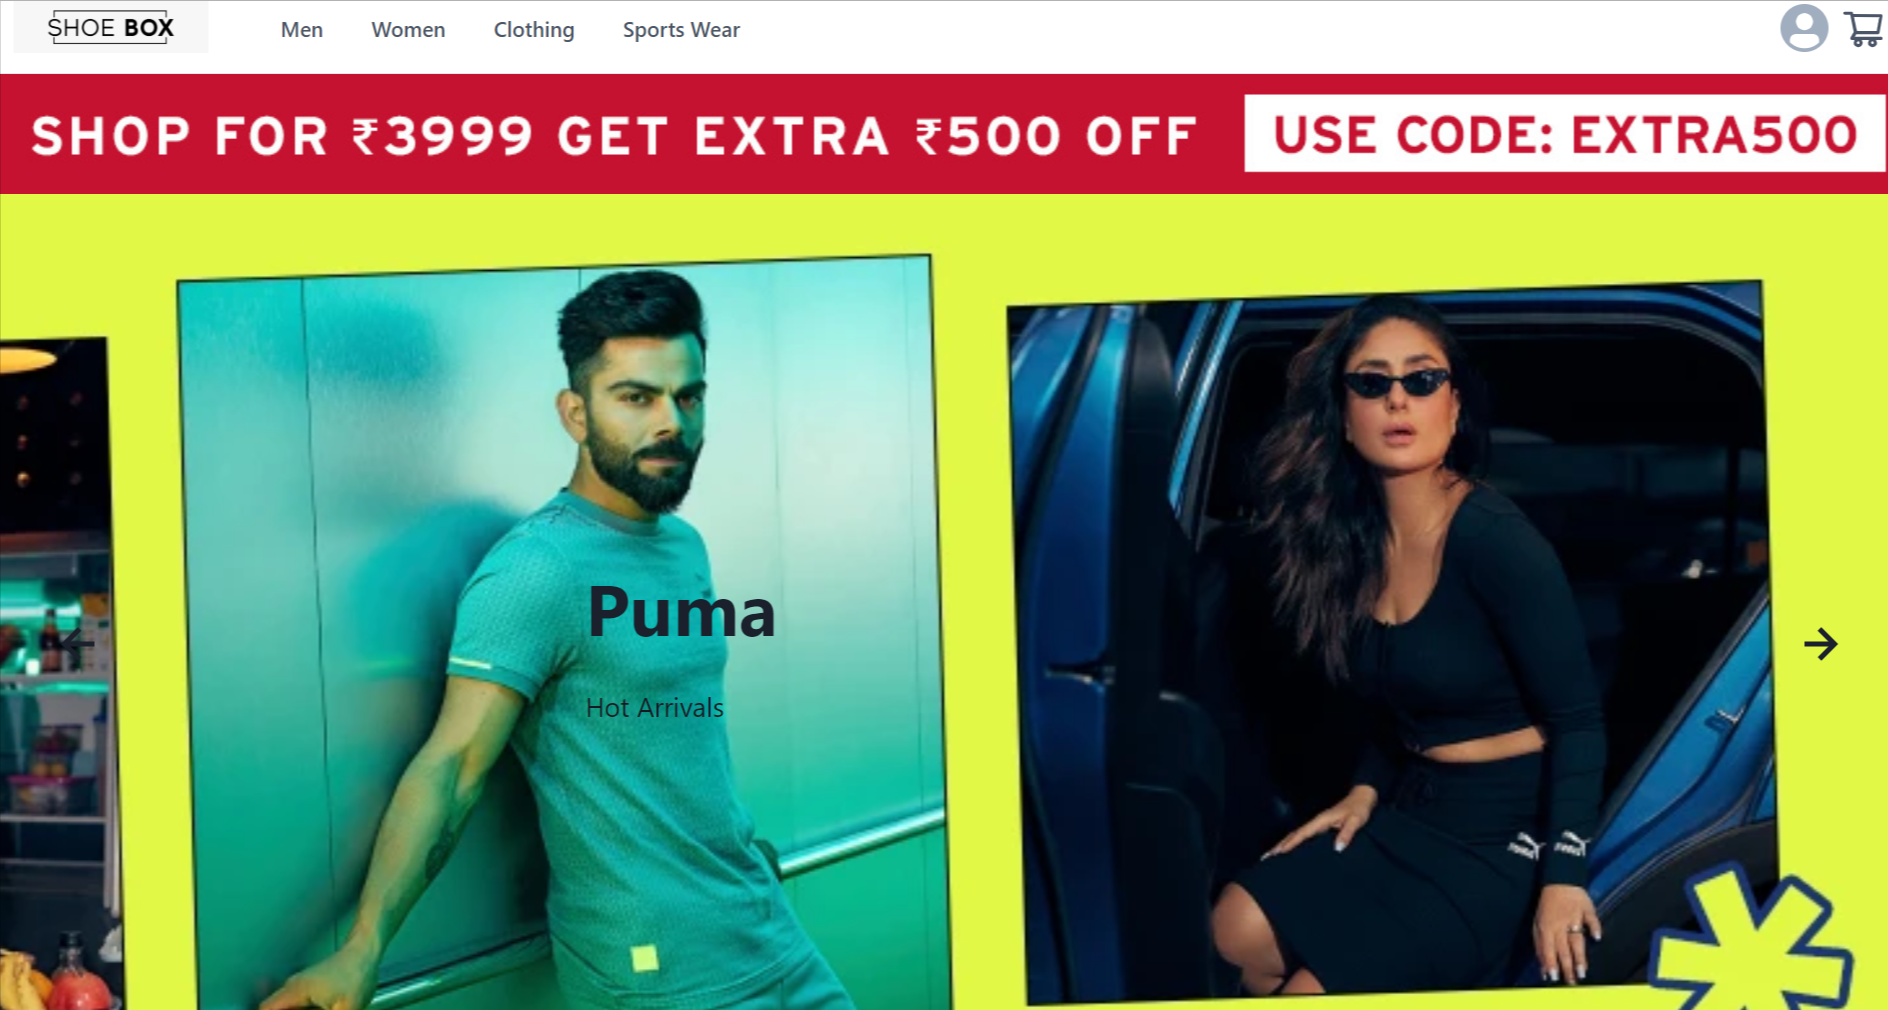 SHOE BOX
Men
Women
Clothing
Sports Wear
SHOP FOR ₹3999 GET EXTRA ₹500 OFF
USE CODE: EXTRA500
Puma
Hot Arrivals